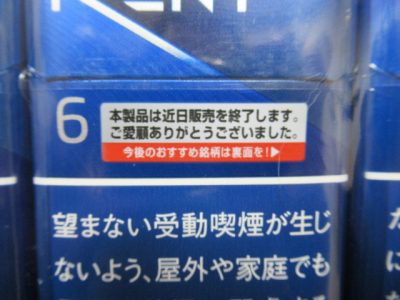 KENT
6
本製品は近日販売を終了します。
ご愛顧ありがとうございました。
今後のおすすめ銘柄は裏面を!▶
望まない受動喫煙が生じ
ないよう、屋外や家庭でも